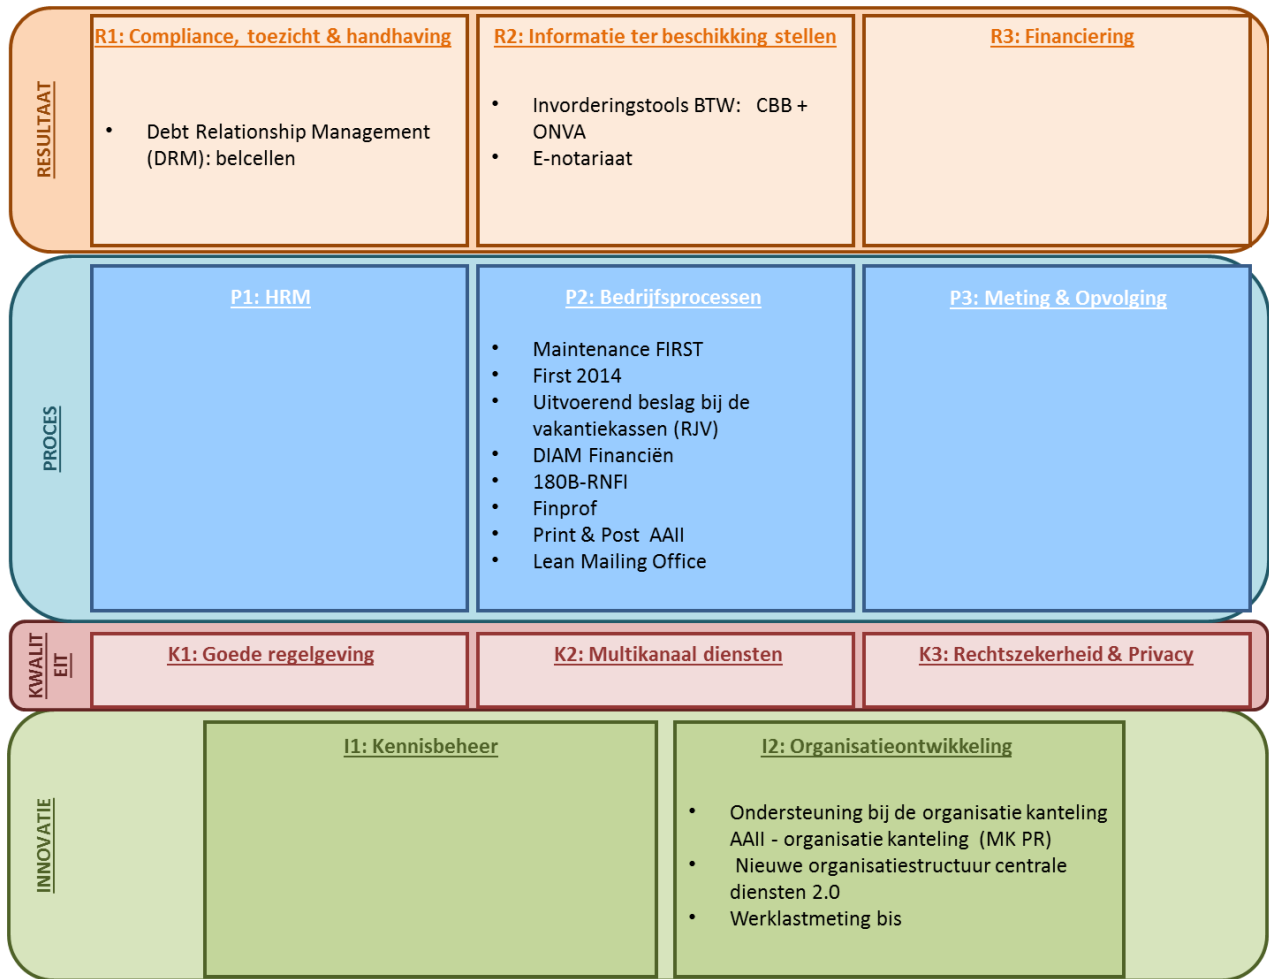 RESULTAAT
R1: Compliance, toezicht & handhaving
• Debt Relationship Management
(DRM): belcellen
R2: Informatie ter beschikking stellen
• Invorderingstools BTW: CBB +
ONVA
• E-notariaat
R3: Financiering
PROCES
P1: HRM
P2: Bedrijfsprocessen
• Maintenance FIRST
• First 2014
• Uitvoerend beslag bij de
vakantiekassen (RJV)
• DIAM Financiën
• 180B-RNFI
• Finprof
• Print & Post AAII
• Lean Mailing Office
P3: Meting & Opvolging
KWALIT
EIT
K1: Goede regelgeving
K2: Multikanaal diensten
K3: Rechtszekerheid & Privacy
INNOVATIE
I1: Kennisbeheer
I2: Organisatieontwikkeling
• Ondersteuning bij de organisatie kanteling
AAII - organisatie kanteling (MK PR)
• Nieuwe organisatiestructuur centrale
diensten 2.0
• Werklastmeting bis